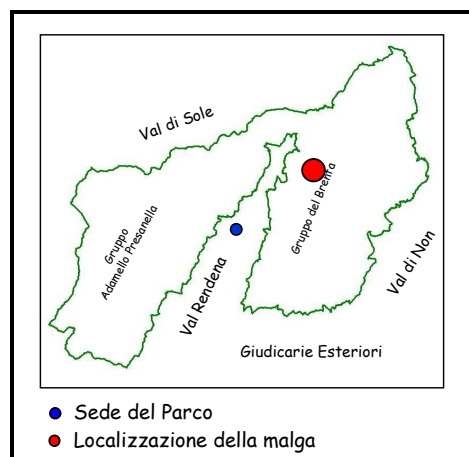 Val di Sole
Gruppo del Brenta
Gruppo
Adamello Presanella
Val Rendena
Val di Non
Giudicarie Esteriori
Sede del Parco
Localizzazione della malga